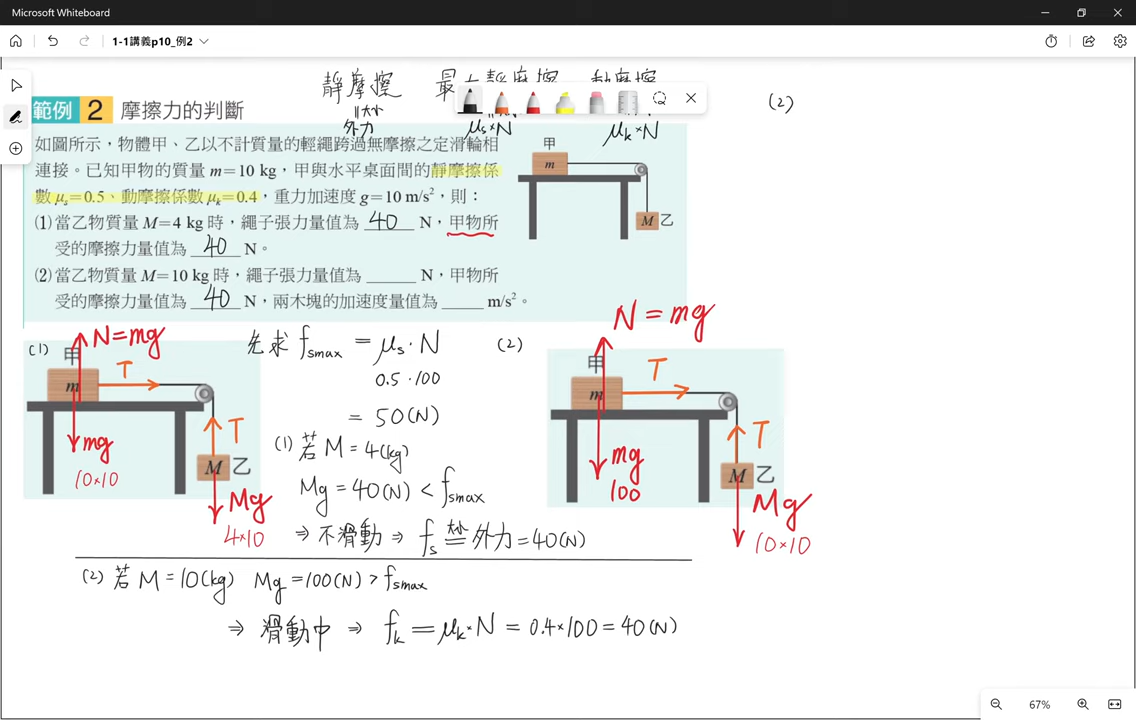 Microsoft Whiteboard
1-1講義p10_例2
靜摩擦
=大小
外力
μs×N
μk×N
(2)
範例 2 摩擦力的判斷
如圖所示,物體甲、乙以不計質量的輕繩跨過無摩擦之定滑輪相
連接。已知甲物的質量 m=10 kg,甲與水平桌面間的靜摩擦係
數 μs=0.5、動摩擦係數 μk=0.4,重力加速度 g=10 m/s²,則:
(1)當乙物質量 M=4 kg 時,繩子張力量值為 40 N,甲物所
受的摩擦力量值為 40 N。
(2)當乙物質量 M=10 kg 時,繩子張力量值為 ______ N,甲物所
受的摩擦力量值為 40 N,兩木塊的加速度量值為 _____ m/s²。
甲
m
M 乙
(1)
N=mg
甲
T
m
mg
10×10
T
M 乙
Mg
4×10
先求 fsmax = μs·N
0.5·100
= 50(N)
(1) 若 M=4(kg)
Mg=40(N) < fsmax
⇒ 不滑動 ⇒ fs 大小= 外力=40(N)
(2)
N=mg
甲
T
m
mg
100
T
M 乙
Mg
10×10
(2) 若 M=10(kg) Mg=100(N) > fsmax
⇒ 滑動中 ⇒ fk = μk×N = 0.4×100 = 40(N)
67%